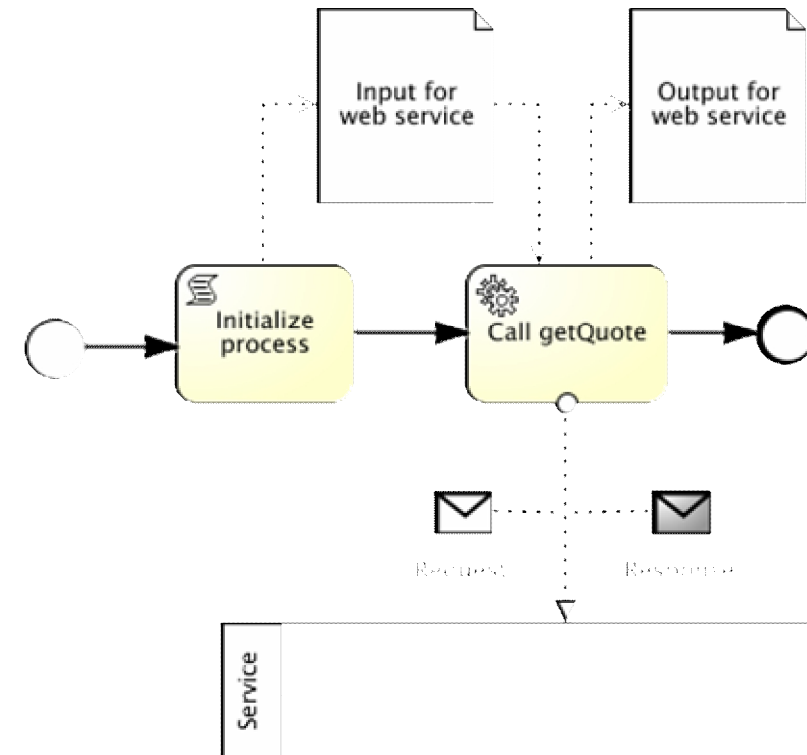 Input for
web service
Output for
web service
Initialize
process
Call getQuote
Request
Response
Service